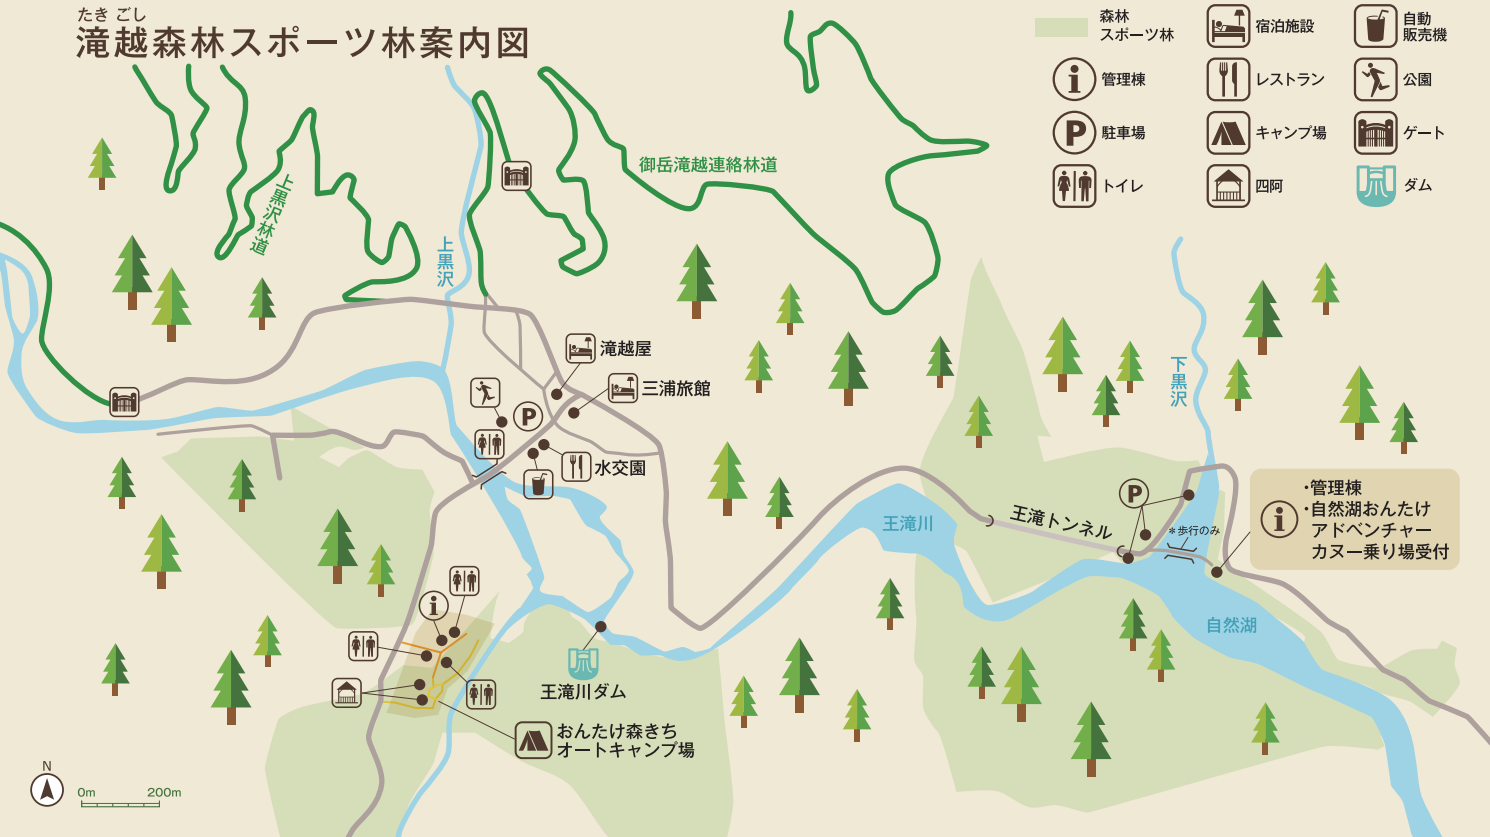 たき ごし
滝越森林スポーツ林案内図
森林
スポーツ林
宿泊施設
自動
販売機
管理棟
レストラン
公園
P
駐車場
キャンプ場
ゲート
トイレ
四阿
ダム
御岳滝越連絡林道
上黒沢林道
上黒沢
下黒沢
滝越屋
三浦旅館
P
水交園
P
王滝川
王滝トンネル
*歩行のみ
・管理棟
・自然湖おんたけ
アドベンチャー
カヌー乗り場受付
自然湖
王滝川ダム
おんたけ森きち
オートキャンプ場
N
0m 200m